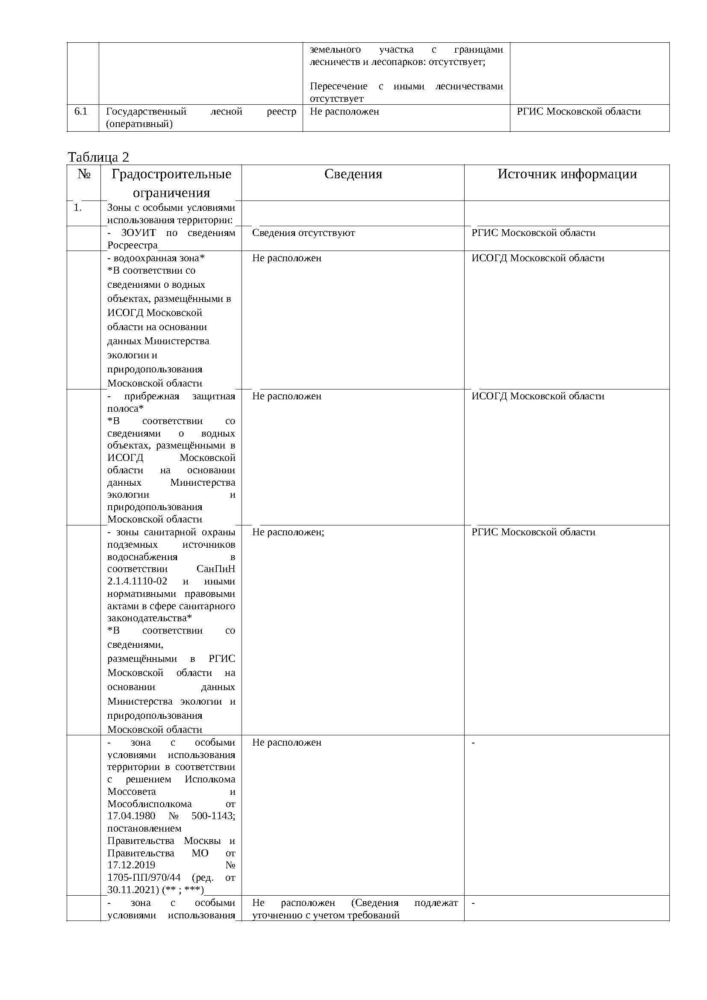 земельного участка с границами
лесничеств и лесопарков: отсутствует;
Пересечение с иными лесничествами
отсутствует
6.1 Государственный лесной реестр Не расположен РГИС Московской области
(оперативный)
Таблица 2
№ Градостроительные Сведения Источник информации
ограничения
1. Зоны с особыми условиями
использования территории:
- ЗОУИТ по сведениям Сведения отсутствуют РГИС Московской области
Росреестра
- водоохранная зона* Не расположен ИСОГД Московской области
*В соответствии со
сведениями о водных
объектах, размещёнными в
ИСОГД Московской
области на основании
данных Министерства
экологии и
природопользования
Московской области
- прибрежная защитная Не расположен ИСОГД Московской области
полоса*
*В соответствии со
сведениями о водных
объектах, размещёнными в
ИСОГД Московской
области на основании
данных Министерства
экологии и
природопользования
Московской области
- зоны санитарной охраны Не расположен; РГИС Московской области
подземных источников
водоснабжения в
соответствии СанПиН
2.1.4.1110-02 и иными
нормативными правовыми
актами в сфере санитарного
законодательства*
*В соответствии со
сведениями,
размещёнными в РГИС
Московской области на
основании данных
Министерства экологии и
природопользования
Московской области
- зона с особыми Не расположен -
условиями использования
территории в соответствии
с решением Исполкома
Моссовета и
Мособлисполкома от
17.04.1980 № 500-1143;
постановлением
Правительства Москвы и
Правительства МО от
17.12.2019 №
1705-ПП/970/44 (ред. от
30.11.2021) (** ; ***)
- зона с особыми Не расположен (Сведения подлежат -
условиями использования уточнению с учетом требований